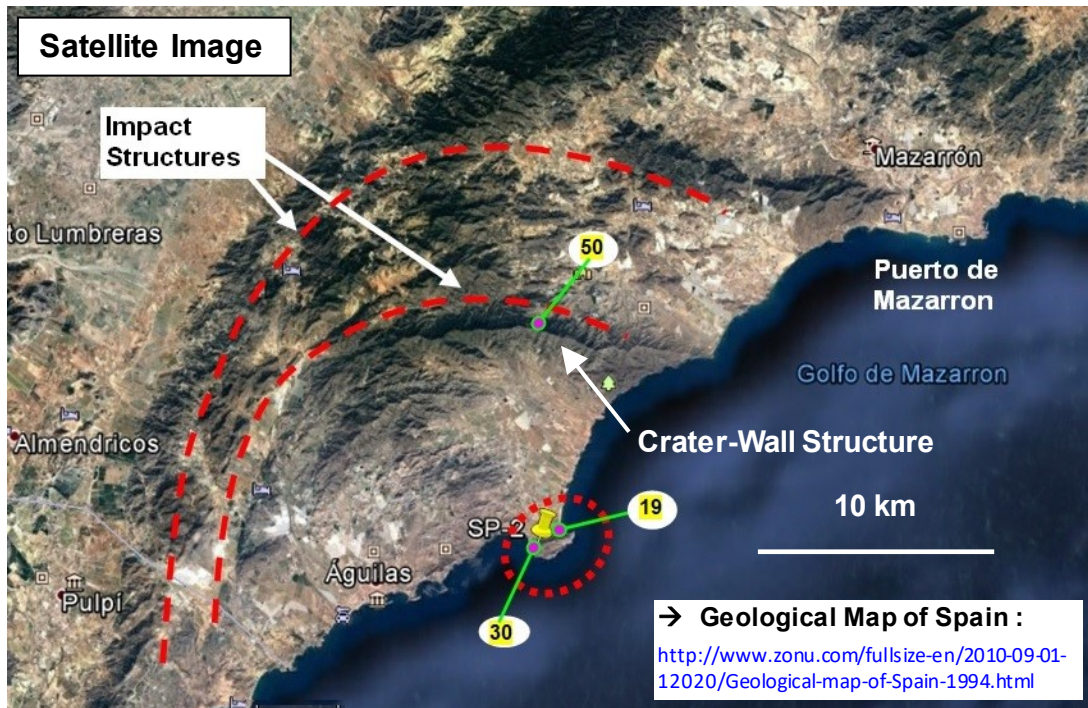 Satellite Image
Impact
Structures
Mazarrón
to Lumbreras
50
Puerto de
Mazarron
Golfo de Mazarron
Almendricos
Crater-Wall Structure
19
10 km
SP-2
Águilas
Pulpí
30
→ Geological Map of Spain :
http://www.zonu.com/fullsize-en/2010-09-01-
12020/Geological-map-of-Spain-1994.html